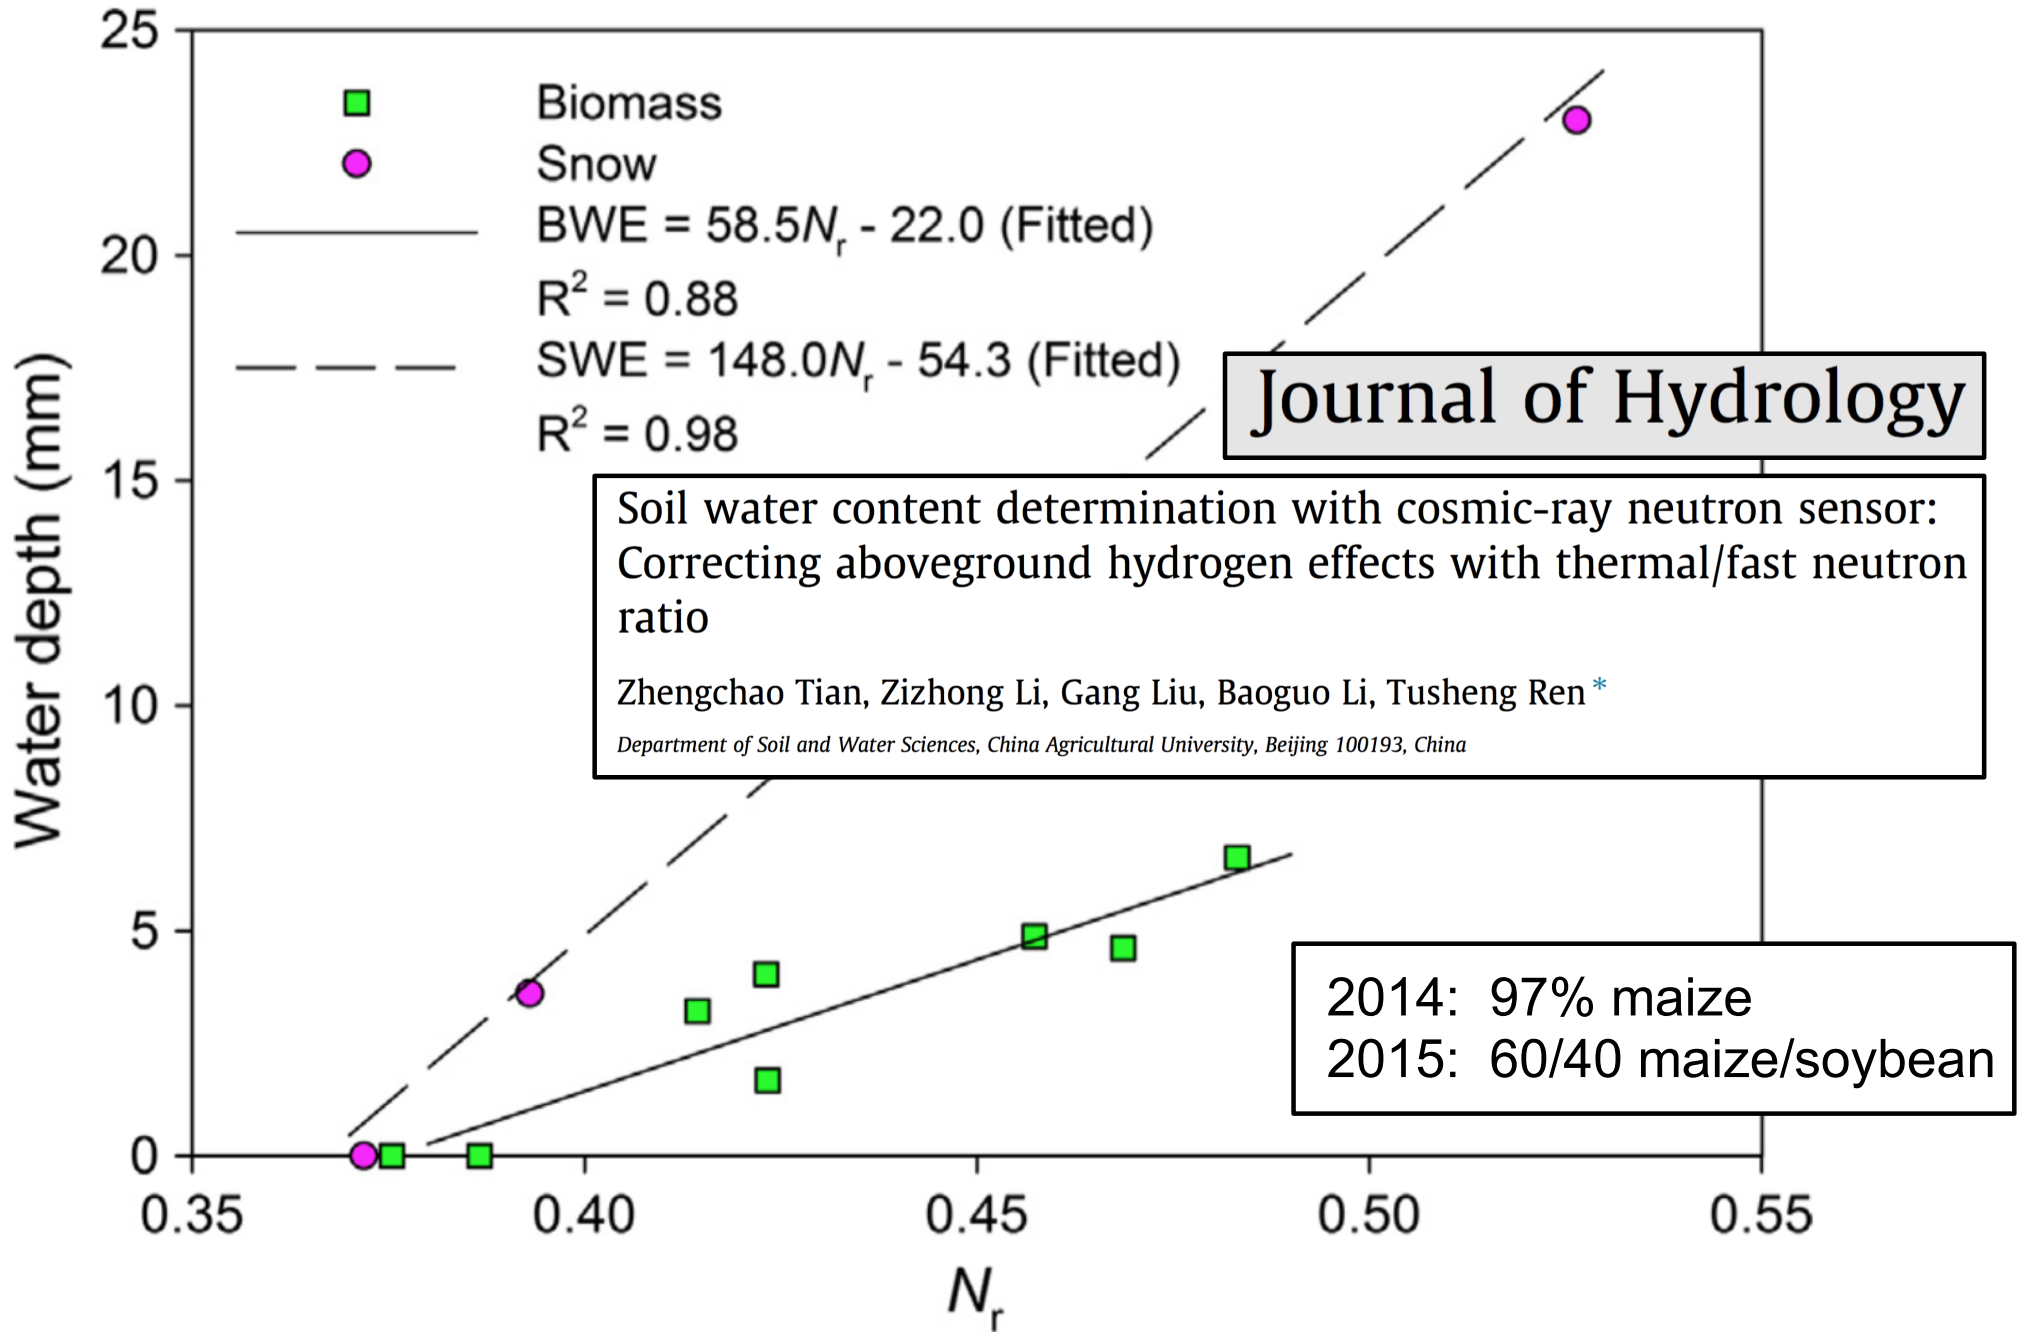 25
Biomass
Snow
BWE = 58.5Nr - 22.0 (Fitted)
R² = 0.88
SWE = 148.0Nr - 54.3 (Fitted)
R² = 0.98
20
15
10
5
0
Water depth (mm)
Journal of Hydrology
Soil water content determination with cosmic-ray neutron sensor:
Correcting aboveground hydrogen effects with thermal/fast neutron
ratio
Zhengchao Tian, Zizhong Li, Gang Liu, Baoguo Li, Tusheng Ren *
Department of Soil and Water Sciences, China Agricultural University, Beijing 100193, China
2014: 97% maize
2015: 60/40 maize/soybean
0.35 0.40 0.45 0.50 0.55
Nr